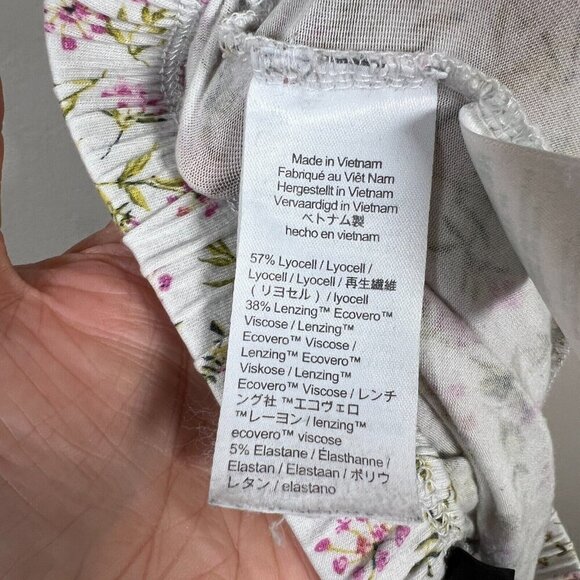 Made in Vietnam
Fabriqué au Viêt Nam
Hergestellt in Vietnam
Vervaardigd in Vietnam
ベトナム製
hecho en vietnam
57% Lyocell / Lyocell /
Lyocell / Lyocell / 再生繊維
（リヨセル）/ lyocell
38% Lenzing™ Ecovero™
Viscose / Lenzing™
Ecovero™ Viscose /
Lenzing™ Ecovero™
Viskose / Lenzing™
Ecovero™ Viscose / レンチ
ング社 ™エコヴェロ
™レーヨン / lenzing™
ecovero™ viscose
5% Elastane / Élasthanne /
Elastan / Elastaan / ポリウ
レタン / elastano